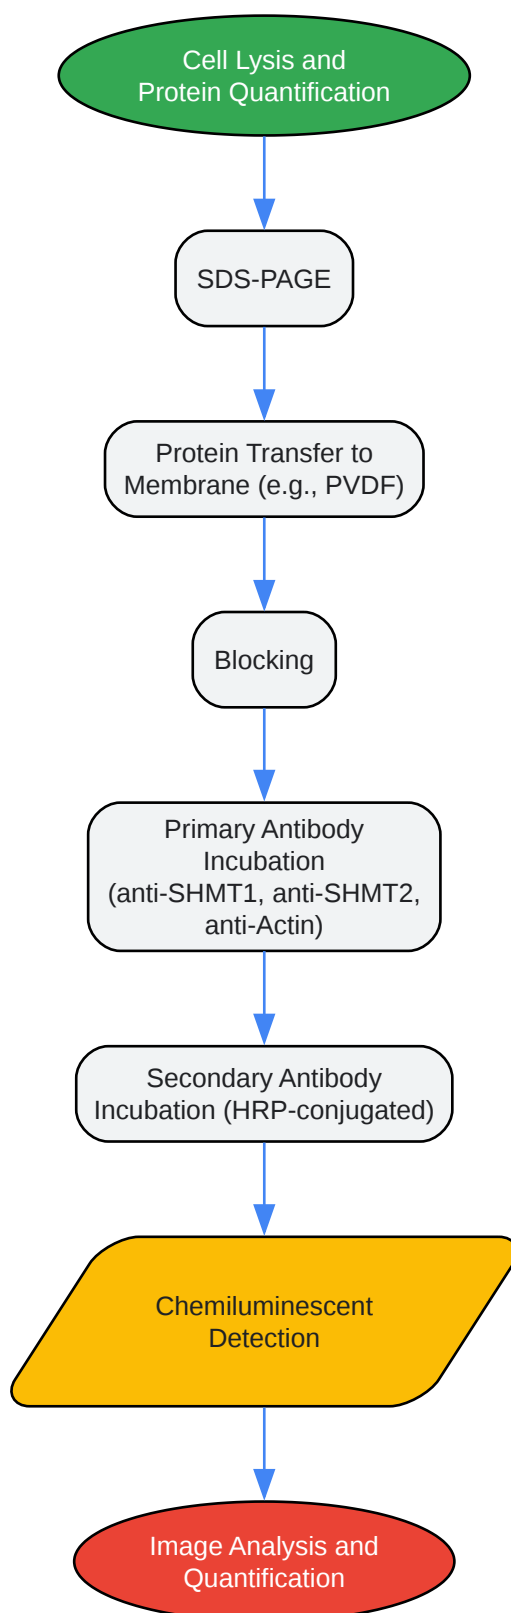 Cell Lysis and
Protein Quantification
SDS-PAGE
Protein Transfer to
Membrane (e.g., PVDF)
Blocking
Primary Antibody
Incubation
(anti-SHMT1, anti-SHMT2,
anti-Actin)
Secondary Antibody
Incubation (HRP-conjugated)
Chemiluminescent
Detection
Image Analysis and
Quantification